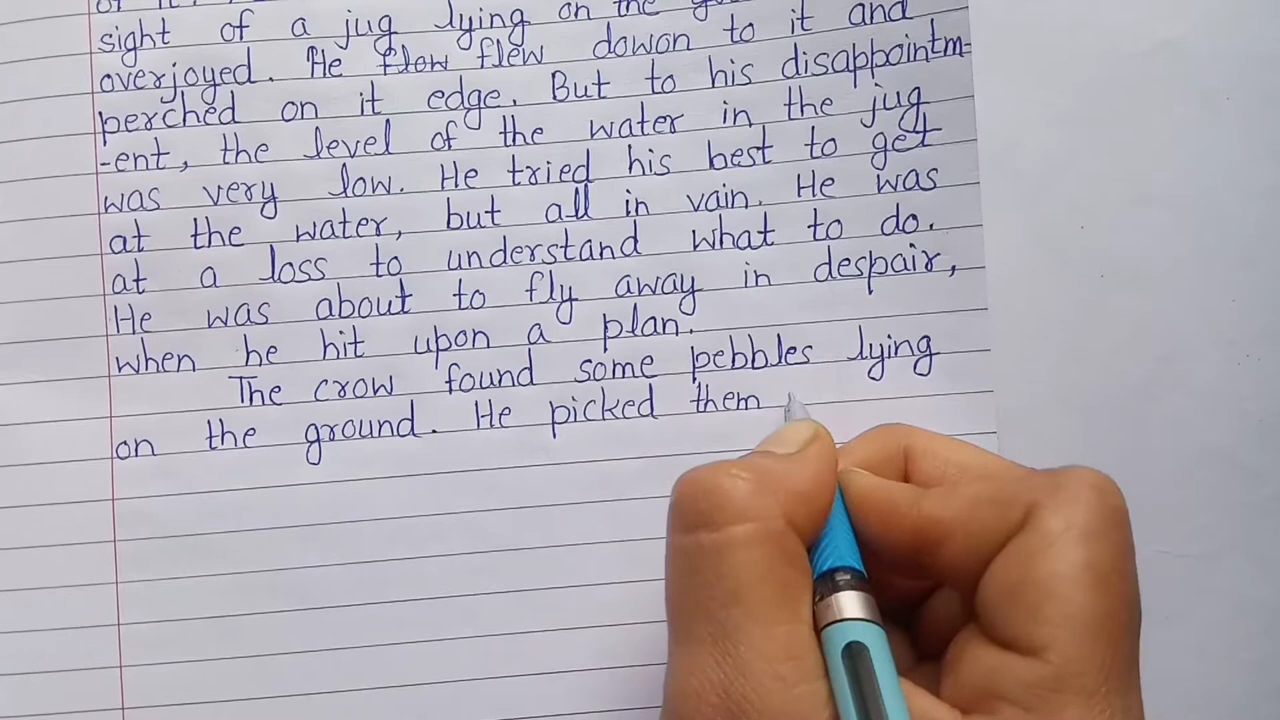 sight of a jug lying on the
overjoyed. He flow flew dowon to it and
perched on it edge. But to his disappointm-
-ent, the level of the water in the jug
was very low. He tried his best to get
at the water, but all in vain. He was
at a loss to understand what to do.
He was about to fly away in despair,
when he hit upon a plan.
The crow found some pebbles lying
on the ground. He picked them